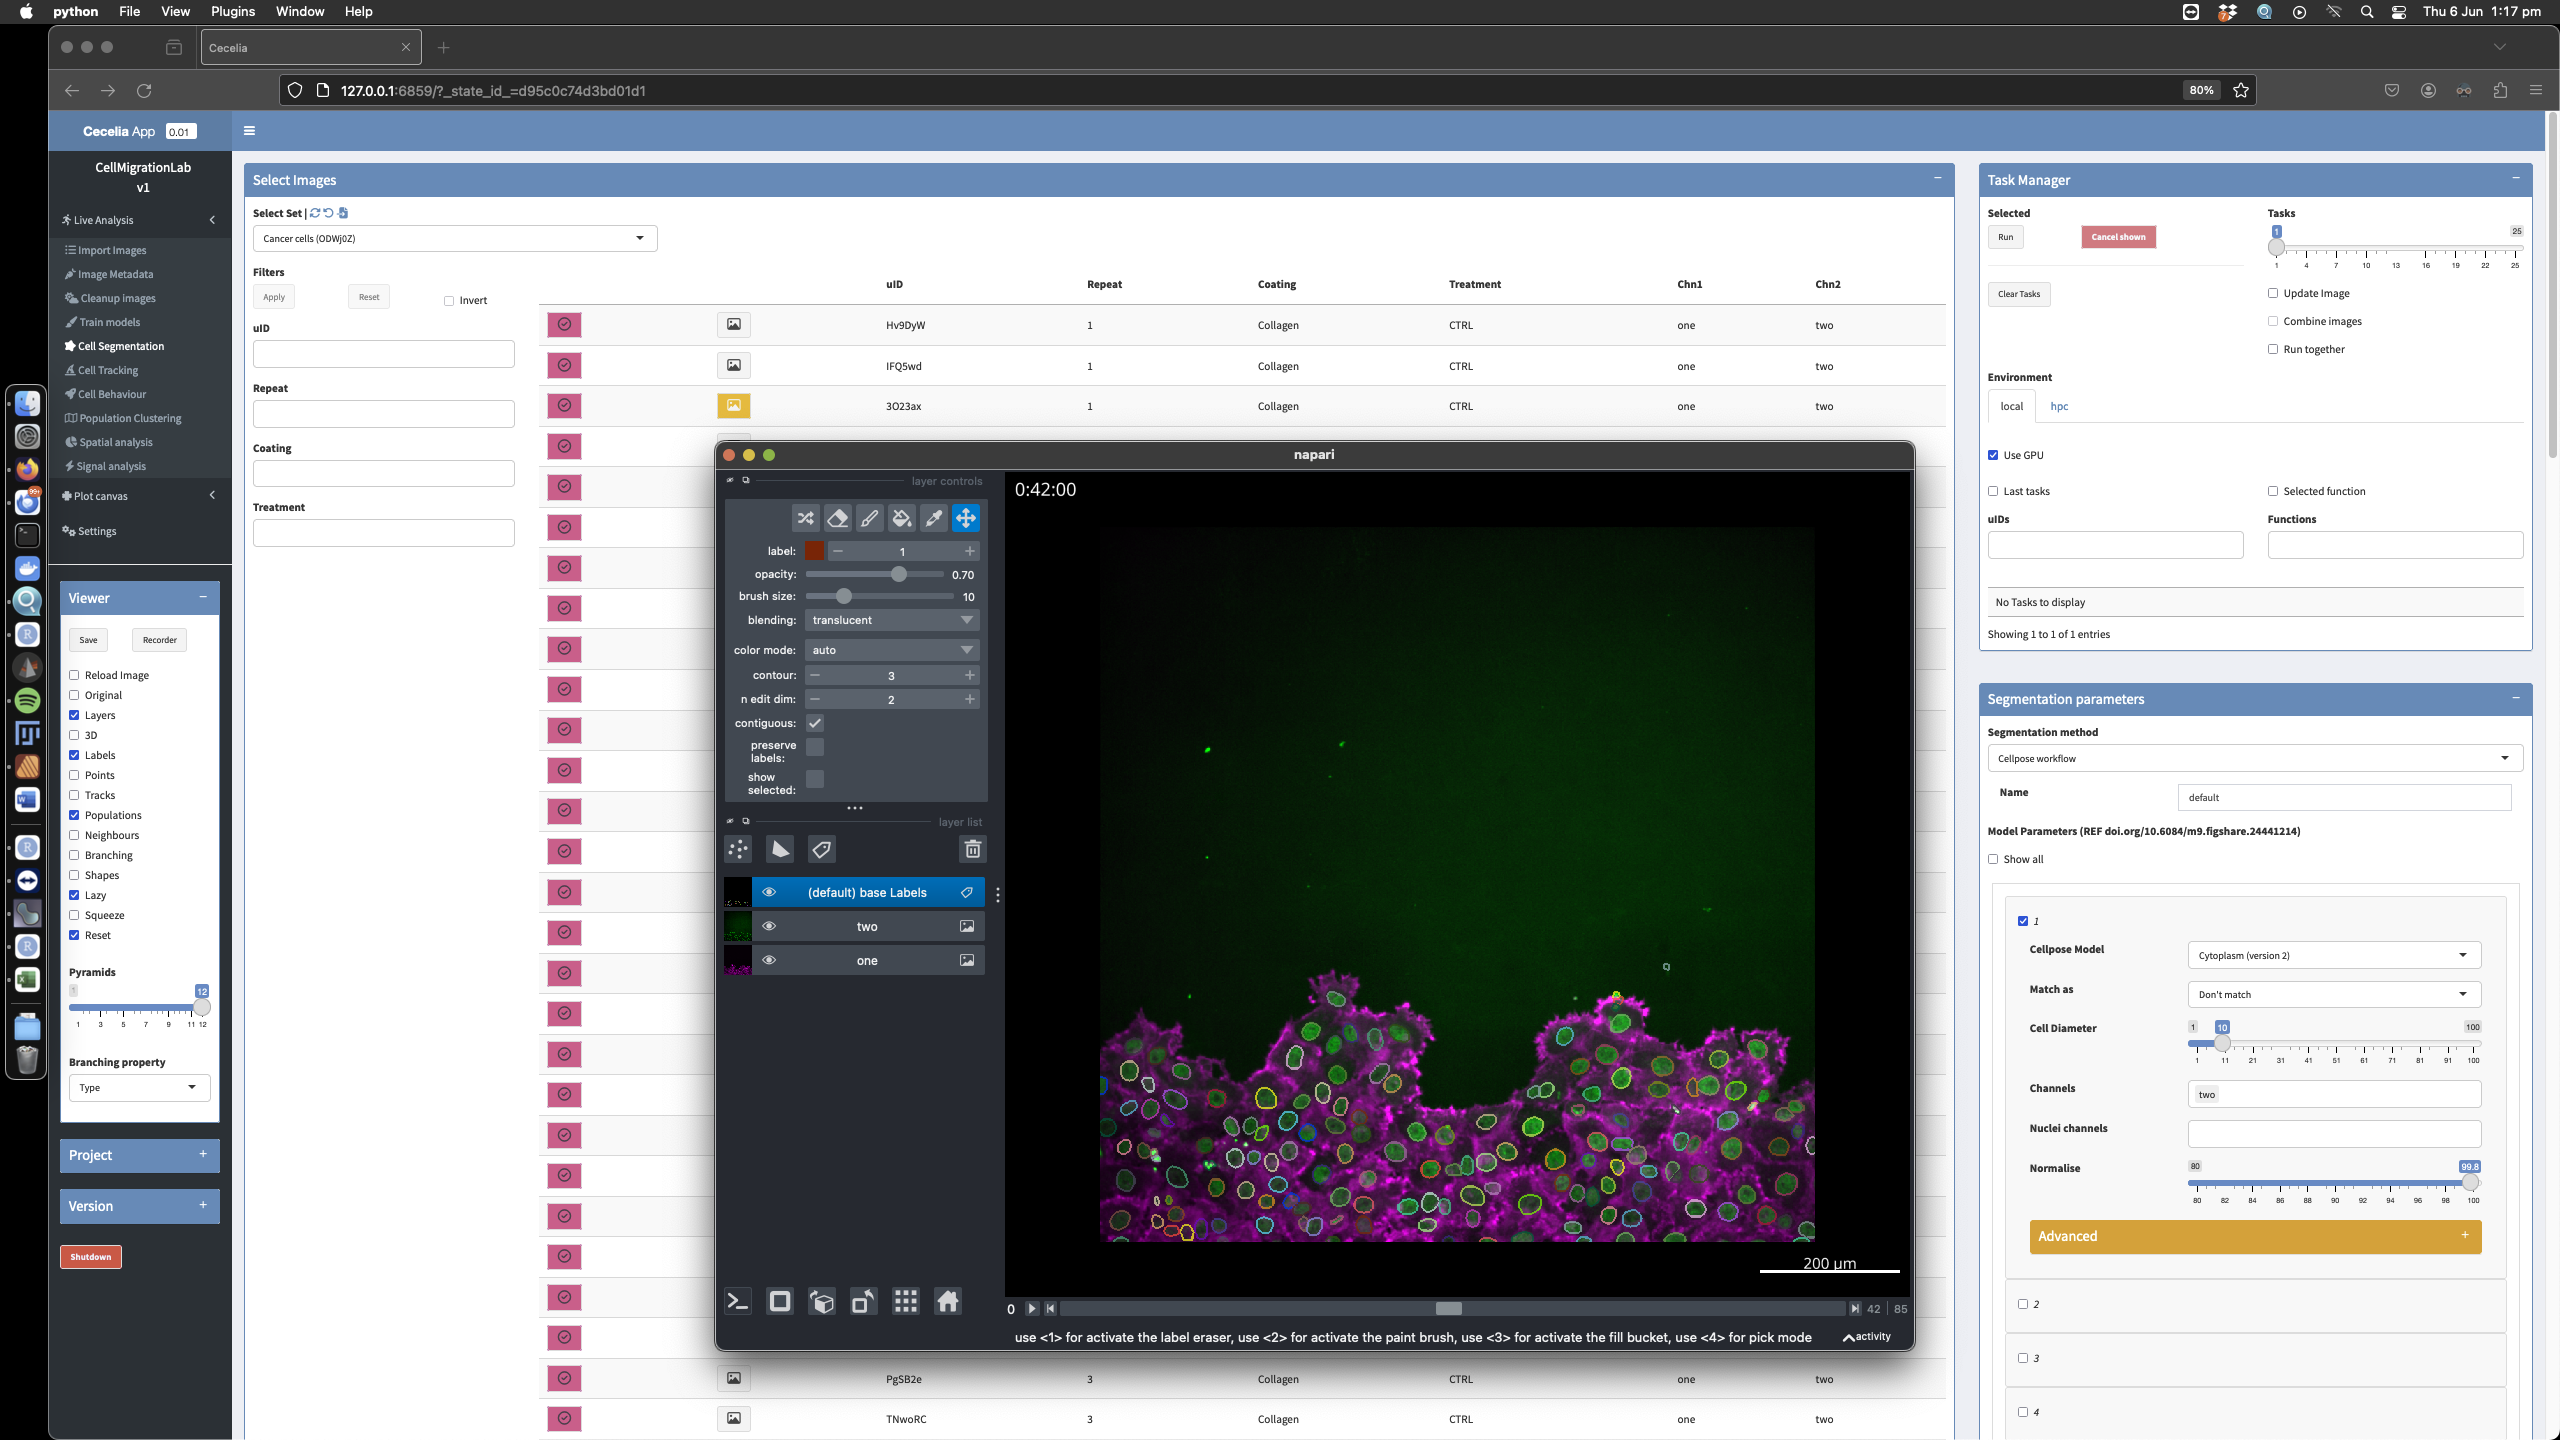 python File View Plugins Window Help
Thu 6 Jun 1:17 pm
Cecelia
127.0.0.1:6859/?_state_id_=d95c0c74d3bd01d1
80%
Cecelia App 0.01
CellMigrationLab
v1
Live Analysis
Import Images
Image Metadata
Cleanup images
Train models
Cell Segmentation
Cell Tracking
Cell Behaviour
Population Clustering
Spatial analysis
Signal analysis
Plot canvas
Settings
Viewer
Save Recorder
Reload Image
Original
Layers
3D
Labels
Points
Tracks
Populations
Neighbours
Branching
Shapes
Lazy
Squeeze
Reset
Pyramids
1 12
1 3 5 7 9 11 12
Branching property
Type
Project
Version
Shutdown
Select Images
Select Set |
Cancer cells (ODWj0Z)
Filters
Apply Reset Invert
uID
Repeat
Coating
Treatment
uID Repeat Coating Treatment Chn1 Chn2
Hv9DyW 1 Collagen CTRL one two
IFQ5wd 1 Collagen CTRL one two
3O23ax 1 Collagen CTRL one two
PgSB2e 3 Collagen CTRL one two
TNwoRC 3 Collagen CTRL one two
napari
layer controls
label: 1
opacity: 0.70
brush size: 10
blending: translucent
color mode: auto
contour: 3
n edit dim: 2
contiguous:
preserve
labels:
show
selected:
layer list
(default) base Labels
two
one
0:42:00
200 µm
0 42 85
use <1> for activate the label eraser, use <2> for activate the paint brush, use <3> for activate the fill bucket, use <4> for pick mode
activity
Task Manager
Selected Tasks
Run Cancel shown
1 25
1 4 7 10 13 16 19 22 25
Clear Tasks
Update Image
Combine images
Run together
Environment
local hpc
Use GPU
Last tasks Selected function
uIDs Functions
No Tasks to display
Showing 1 to 1 of 1 entries
Segmentation parameters
Segmentation method
Cellpose workflow
Name default
Model Parameters (REF doi.org/10.6084/m9.figshare.24441214)
Show all
1
Cellpose Model Cytoplasm (version 2)
Match as Don't match
Cell Diameter 1 10 100
1 11 21 31 41 51 61 71 81 91 100
Channels two
Nuclei channels
Normalise 80 99.8
80 82 84 86 88 90 92 94 96 98 100
Advanced
2
3
4